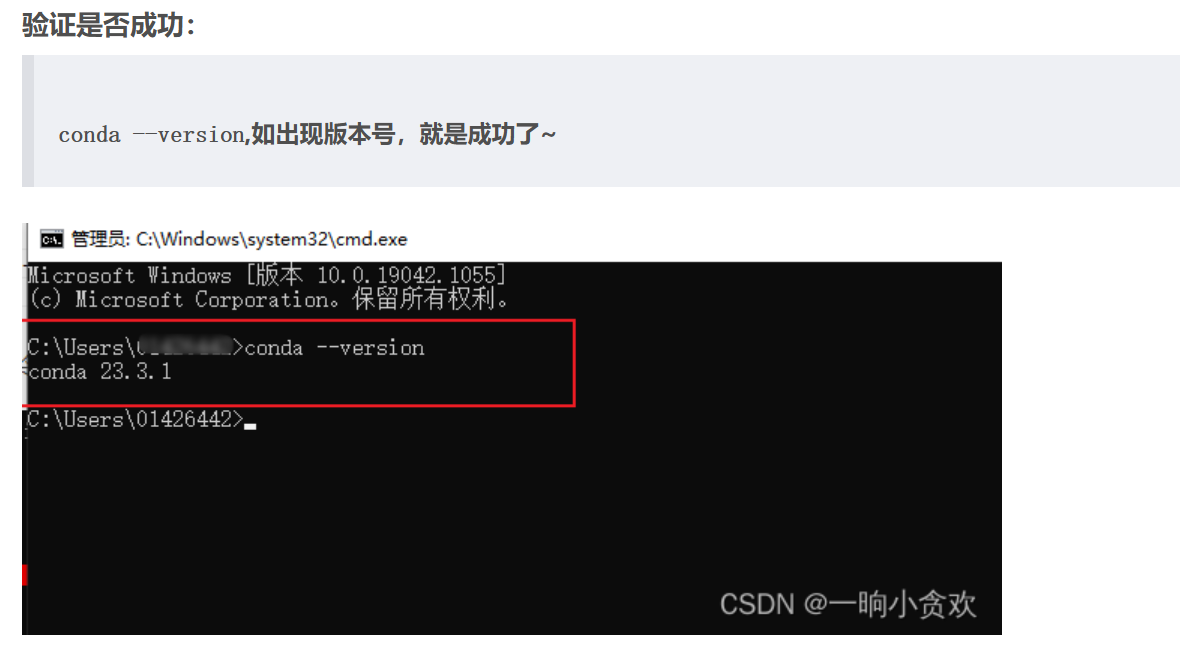 验证是否成功：
conda --version,如出现版本号，就是成功了~
管理员: C:\Windows\system32\cmd.exe
Microsoft Windows [版本 10.0.19042.1055]
(c) Microsoft Corporation。保留所有权利。
C:\Users\ >conda --version
conda 23.3.1
C:\Users\01426442>
CSDN @一晌小贪欢